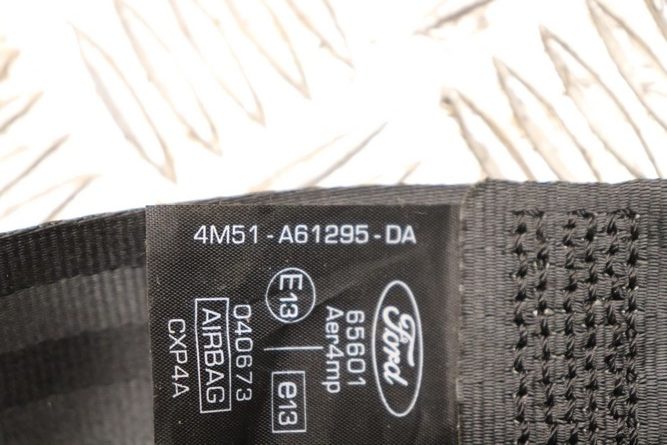 4M51-A61295-DA
Ford
65601
Aer4mp
E13
e13
040673
AIRBAG
CXP4A